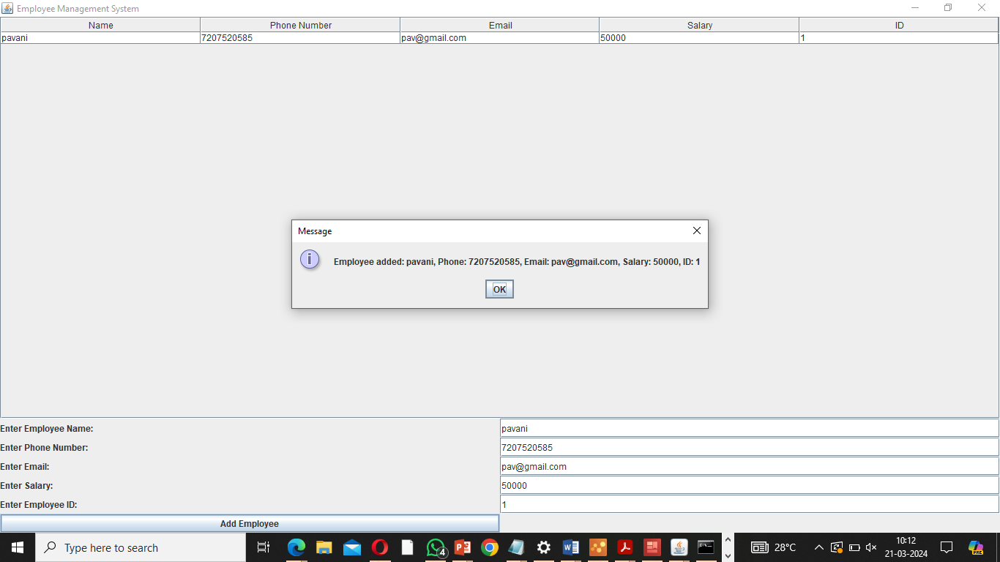 Employee Management System
Name Phone Number Email Salary ID
pavani 7207520585 pav@gmail.com 50000 1
Message
Employee added: pavani, Phone: 7207520585, Email: pav@gmail.com, Salary: 50000, ID: 1
OK
Enter Employee Name: pavani
Enter Phone Number: 7207520585
Enter Email: pav@gmail.com
Enter Salary: 50000
Enter Employee ID: 1
Add Employee
Type here to search
4
28°C
10:12
21-03-2024
PRE